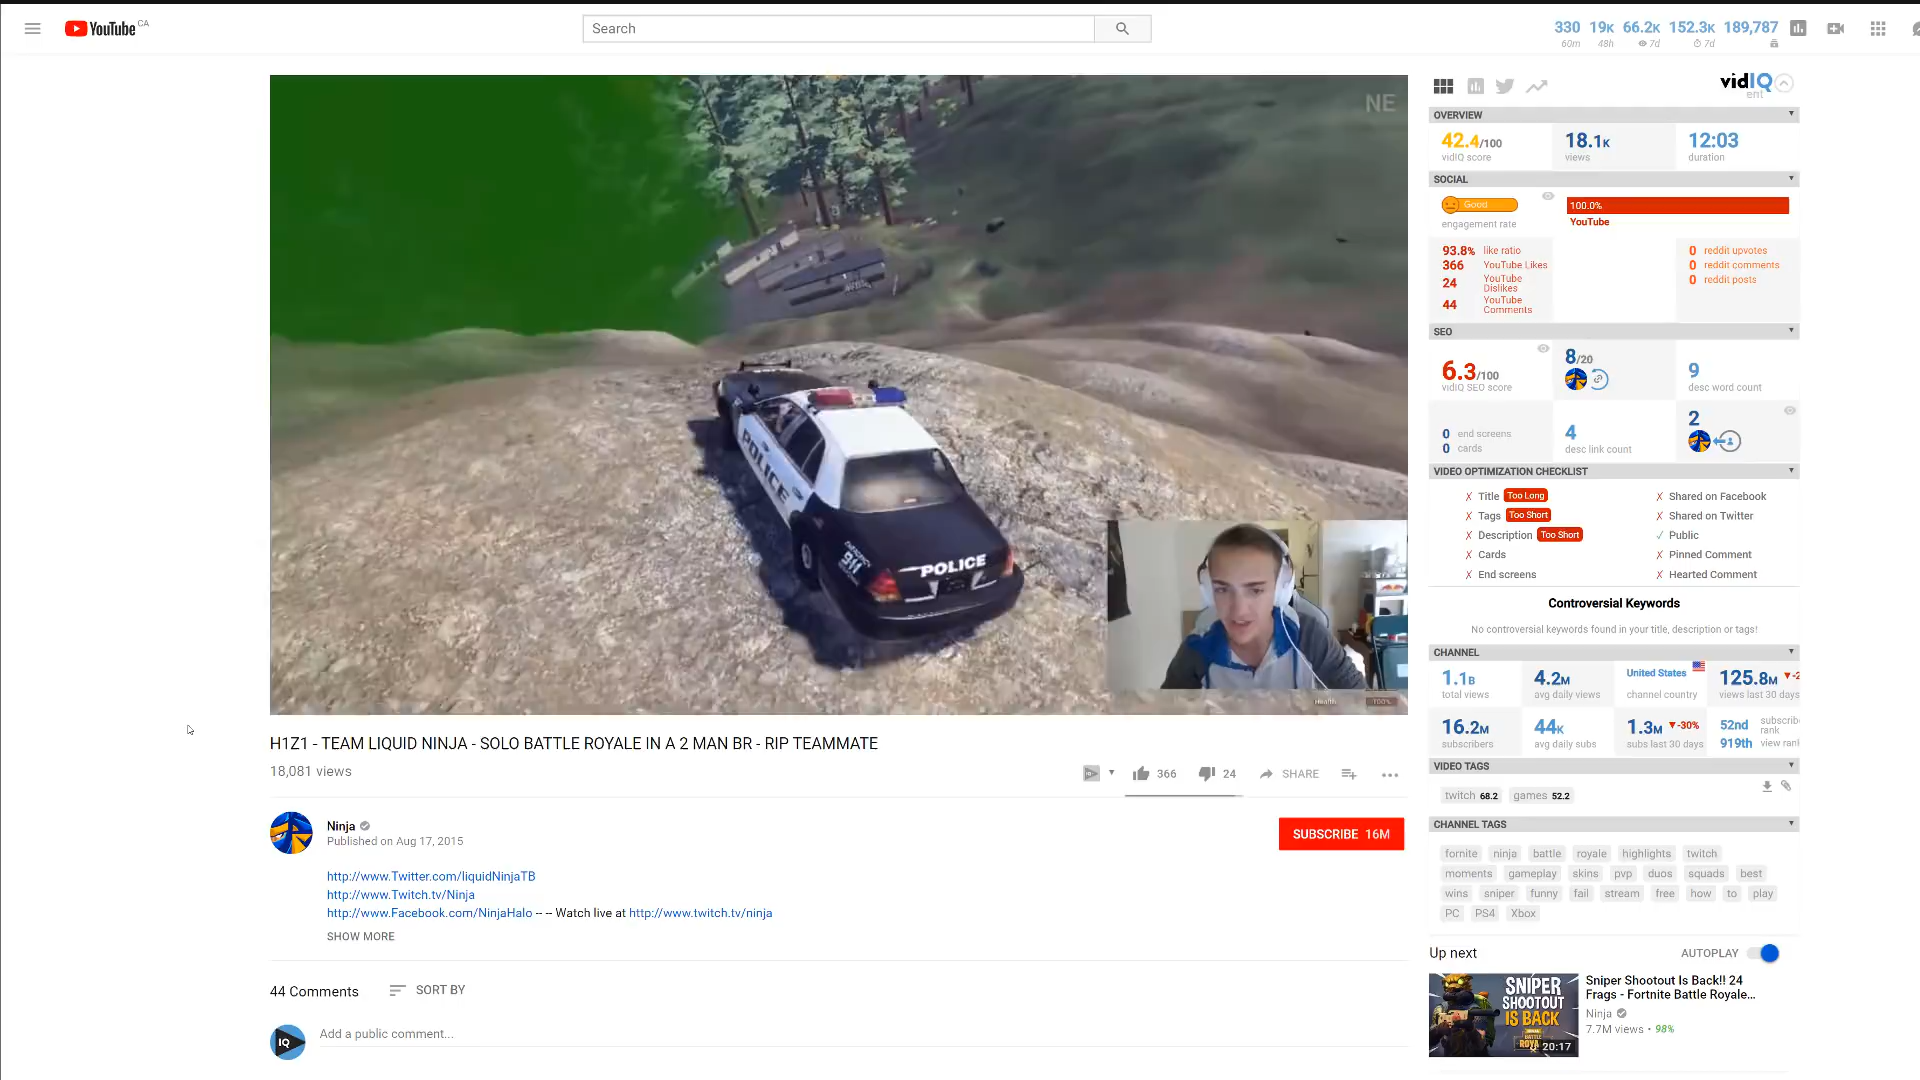 YouTube CA
Search
330 19K 66.2K 152.3K 189,787
60m 48h 7d 7d
NE
POLICE
911
POLICE
Health 100%
H1Z1 - TEAM LIQUID NINJA - SOLO BATTLE ROYALE IN A 2 MAN BR - RIP TEAMMATE
18,081 views
366 24 SHARE
Ninja
Published on Aug 17, 2015
SUBSCRIBE 16M
http://www.Twitter.com/liquidNinjaTB
http://www.Twitch.tv/Ninja
http://www.Facebook.com/NinjaHalo -- -- Watch live at http://www.twitch.tv/ninja
SHOW MORE
44 Comments SORT BY
IQ Add a public comment...
vidIQ
ent
OVERVIEW
42.4/100 18.1K 12:03
vidIQ score views duration
SOCIAL
Good 100.0%
engagement rate YouTube
93.8% like ratio 0 reddit upvotes
366 YouTube Likes 0 reddit comments
24 YouTube Dislikes 0 reddit posts
44 YouTube Comments
SEO
6.3/100 8/20 9
vidIQ SEO score desc word count
0 end screens 4 2
0 cards desc link count
VIDEO OPTIMIZATION CHECKLIST
Title Too Long Shared on Facebook
Tags Too Short Shared on Twitter
Description Too Short Public
Cards Pinned Comment
End screens Hearted Comment
Controversial Keywords
No controversial keywords found in your title, description or tags!
CHANNEL
1.1B 4.2M United States 125.8M
total views avg daily views channel country views last 30 days
16.2M 44K 1.3M -30% 52nd rank
subscribers avg daily subs subs last 30 days 919th view
VIDEO TAGS
twitch 68.2 games 52.2
CHANNEL TAGS
fornite ninja battle royale highlights twitch
moments gameplay skins pvp duos squads best
wins sniper funny fail stream free how to play
PC PS4 Xbox
Up next AUTOPLAY
SNIPER SHOOTOUT IS BACK
20:17
Sniper Shootout Is Back!! 24
Frags - Fortnite Battle Royale...
Ninja
7.7M views • 98%